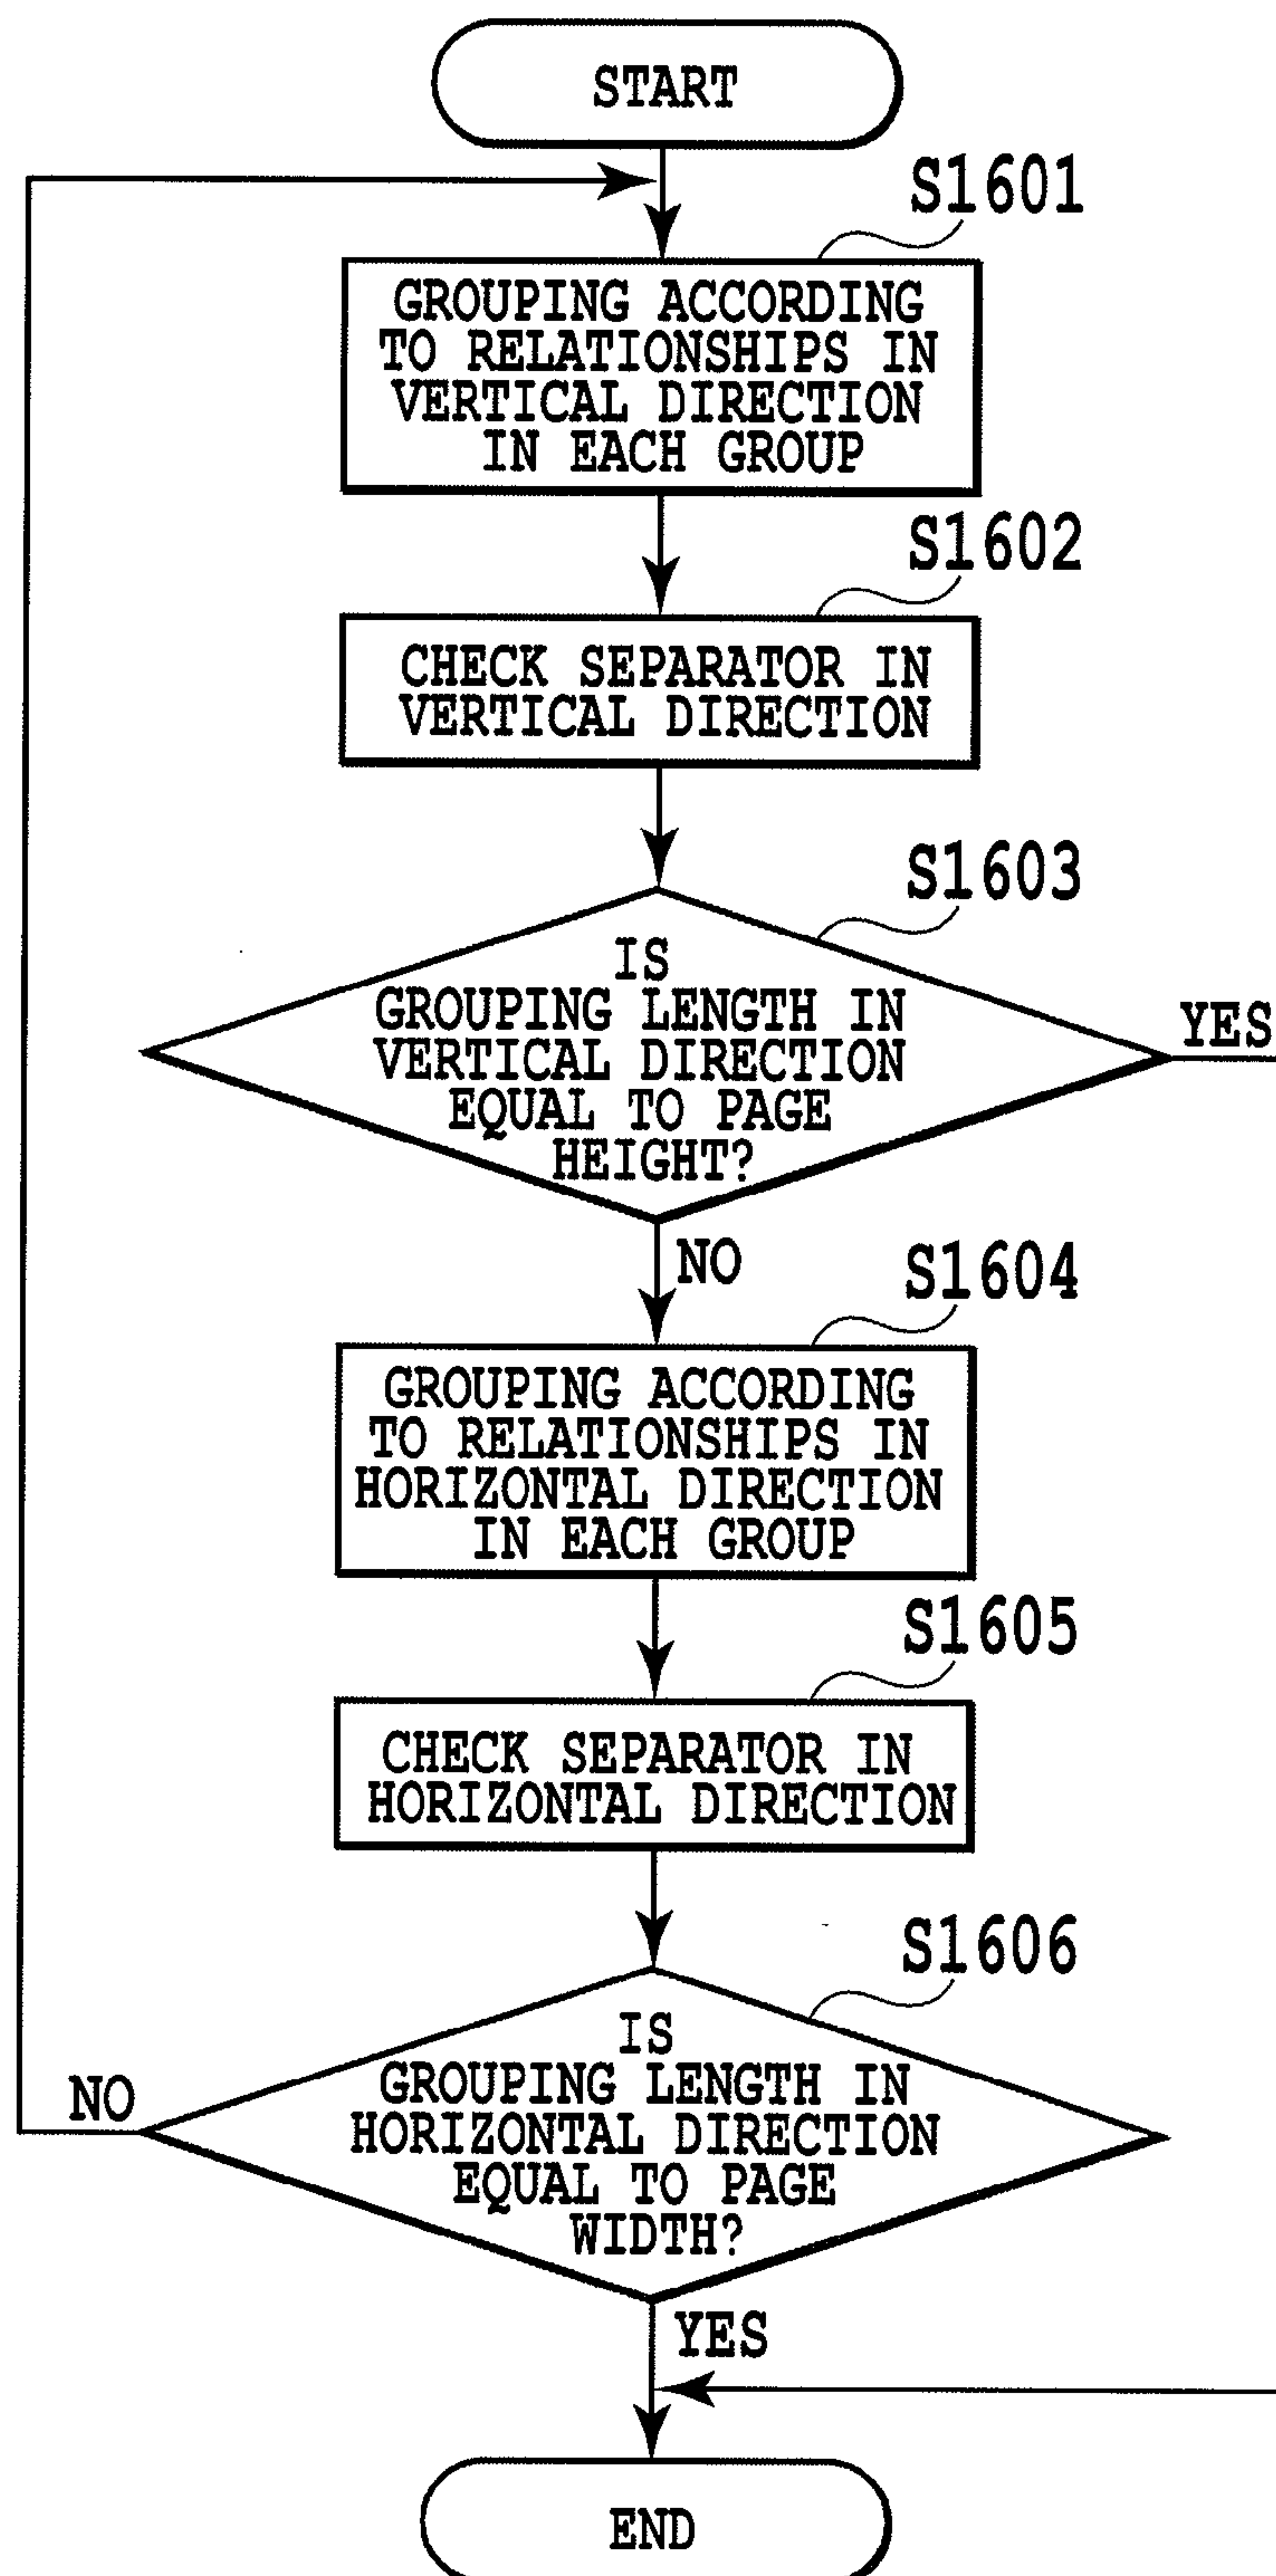 START
S1601
GROUPING ACCORDING
TO RELATIONSHIPS IN
VERTICAL DIRECTION
IN EACH GROUP
S1602
CHECK SEPARATOR IN
VERTICAL DIRECTION
S1603
IS
GROUPING LENGTH IN
VERTICAL DIRECTION
EQUAL TO PAGE
HEIGHT?
YES
NO
S1604
GROUPING ACCORDING
TO RELATIONSHIPS IN
HORIZONTAL DIRECTION
IN EACH GROUP
S1605
CHECK SEPARATOR IN
HORIZONTAL DIRECTION
S1606
IS
GROUPING LENGTH IN
HORIZONTAL DIRECTION
EQUAL TO PAGE
WIDTH?
NO
YES
END